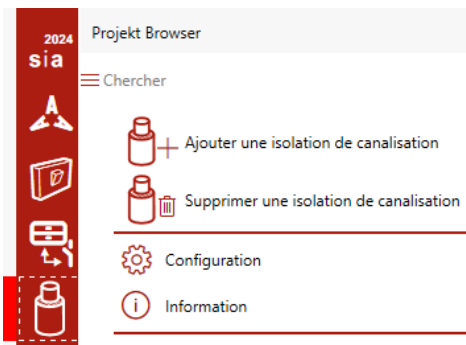 2024
sia
Projekt Browser
Chercher
Ajouter une isolation de canalisation
Supprimer une isolation de canalisation
Configuration
Information